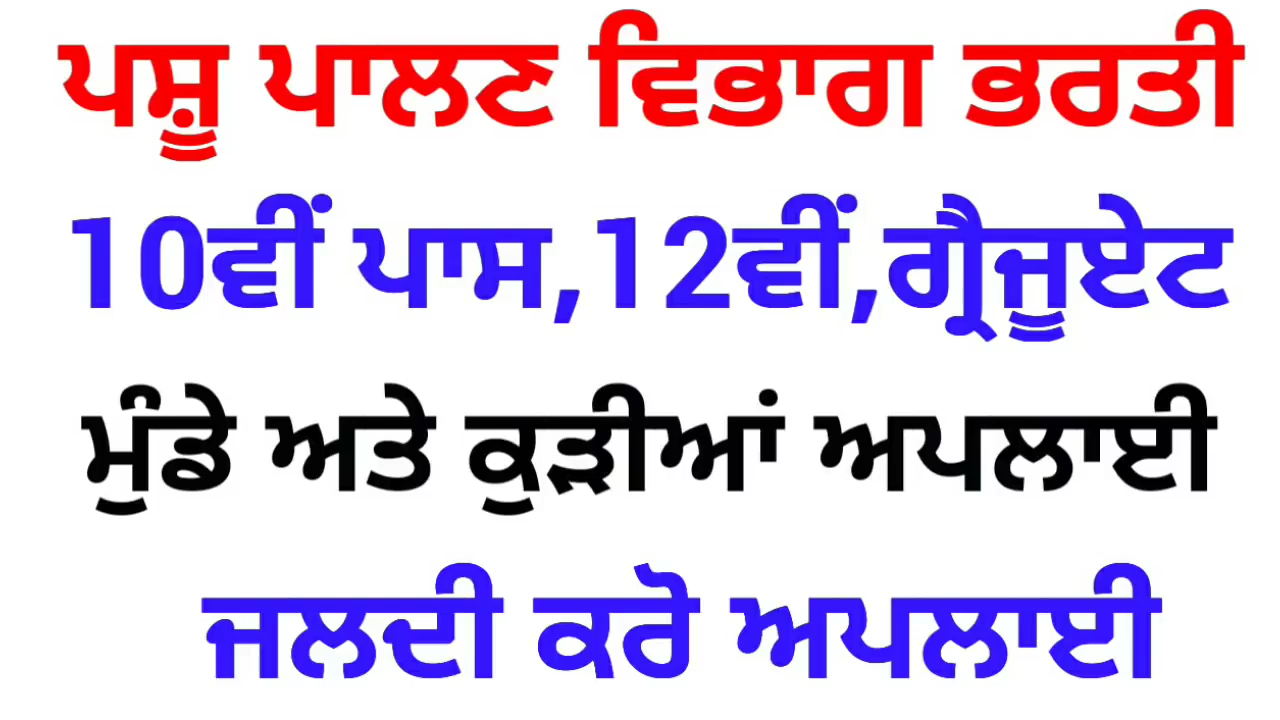 ਪਸ਼ੂ ਪਾਲਣ ਵਿਭਾਗ ਭਰਤੀ
10ਵੀਂ ਪਾਸ,12ਵੀਂ,ਗ੍ਰੈਜੂਏਟ
ਮੁੰਡੇ ਅਤੇ ਕੁੜੀਆਂ ਅਪਲਾਈ
ਜਲਦੀ ਕਰੋ ਅਪਲਾਈ